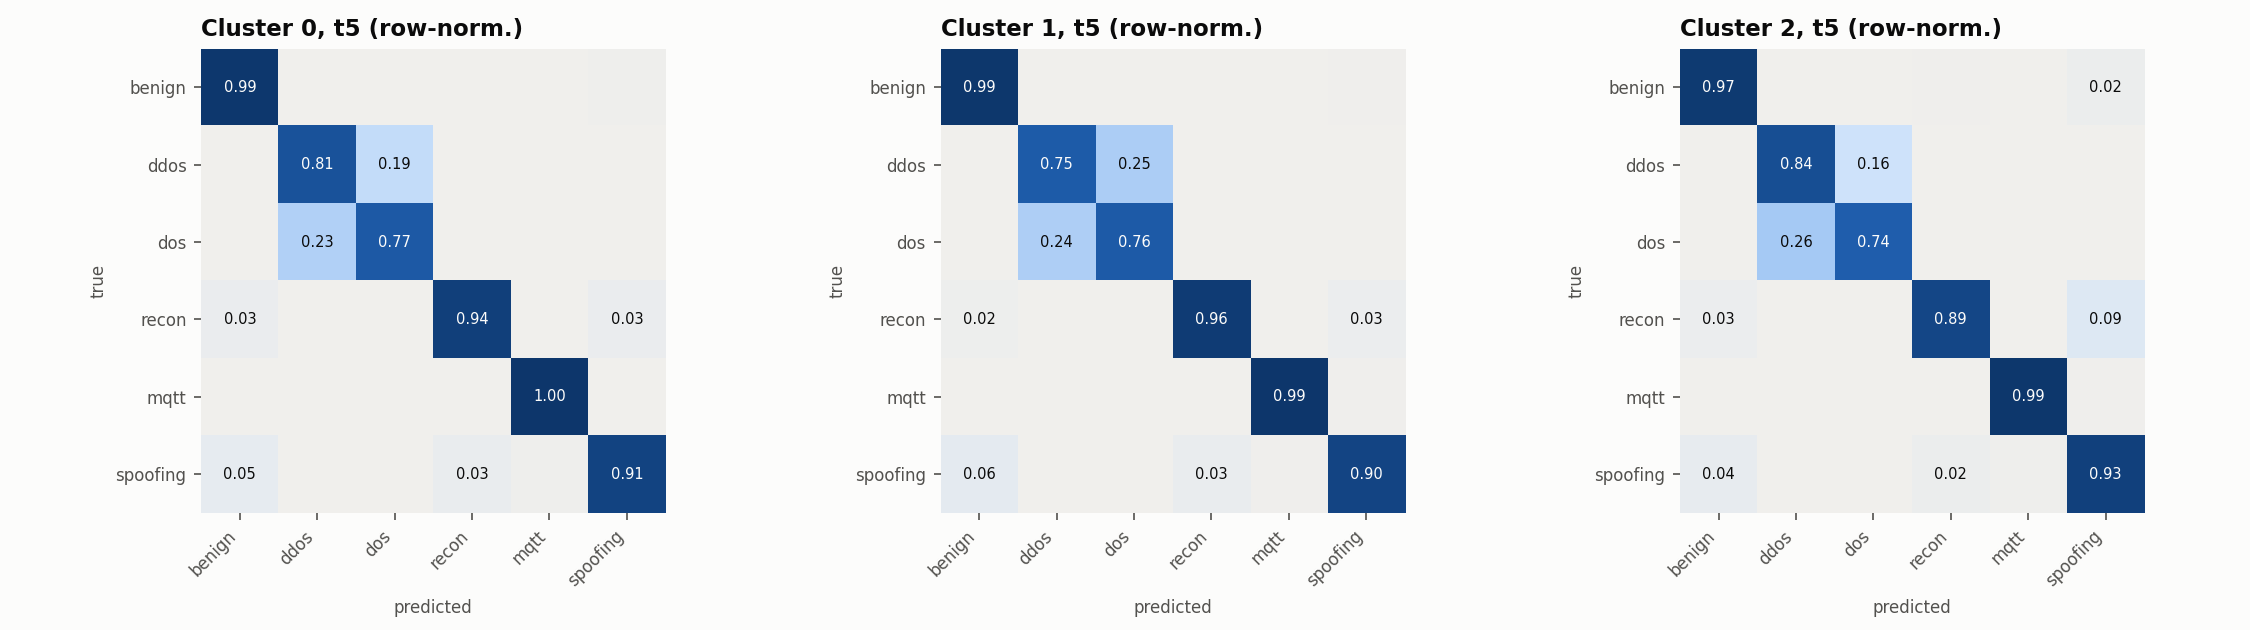 Cluster 0, t5 (row-norm.)
true
benign 0.99
ddos 0.81 0.19
dos 0.23 0.77
recon 0.03 0.94 0.03
mqtt 1.00
spoofing 0.05 0.03 0.91
benign ddos dos recon mqtt spoofing
predicted
Cluster 1, t5 (row-norm.)
true
benign 0.99
ddos 0.75 0.25
dos 0.24 0.76
recon 0.02 0.96 0.03
mqtt 0.99
spoofing 0.06 0.03 0.90
benign ddos dos recon mqtt spoofing
predicted
Cluster 2, t5 (row-norm.)
true
benign 0.97 0.02
ddos 0.84 0.16
dos 0.26 0.74
recon 0.03 0.89 0.09
mqtt 0.99
spoofing 0.04 0.02 0.93
benign ddos dos recon mqtt spoofing
predicted